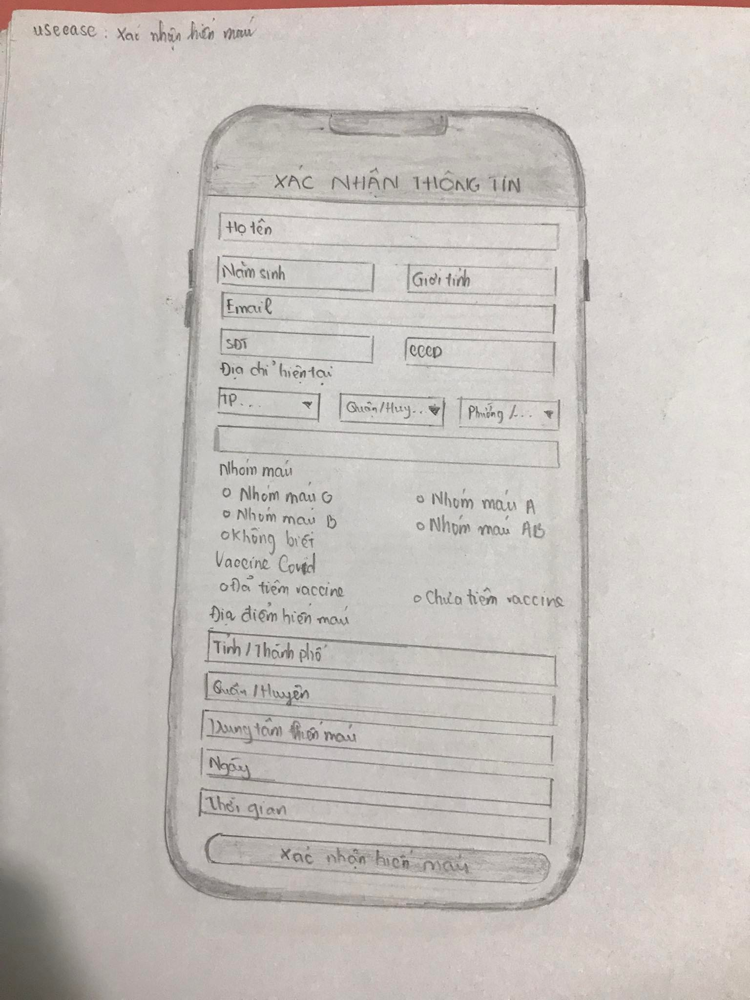 usecase: Xác nhận hiến máu
XÁC NHẬN THÔNG TIN
Họ tên
Năm sinh
Giới tính
Email
SĐT
CCCD
Địa chỉ hiện tại
TP...
Quận/Huy...
Phường /...
Nhóm máu
Nhóm máu O
Nhóm máu A
Nhóm máu B
Nhóm máu AB
Không biết
Vaccine Covid
Đả tiêm vaccine
Chưa tiêm vaccine
Địa điểm hiến máu
Tỉnh / Thành phố
Quận / Huyện
Trung tâm hiến máu
Ngày
Thời gian
Xác nhận hiến máu